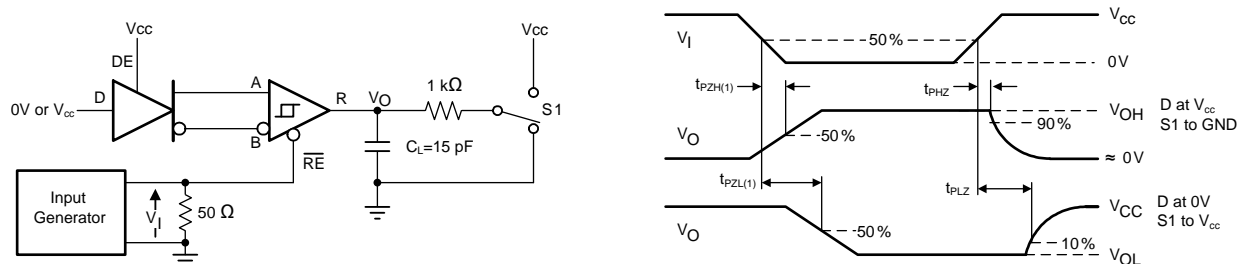 Vcc
DE
D
0V or Vcc
A
B
R
VO
1 kΩ
Vcc
S1
CL=15 pF
RE
Input
Generator
VI
50 Ω
VI
50%
VCC
0V
tPZH(1)
tPHZ
VO
50%
VOH
90%
≈ 0V
D at Vcc
S1 to GND
tPZL(1)
tPLZ
VO
50%
VCC
10%
VOL
D at 0V
S1 to Vcc